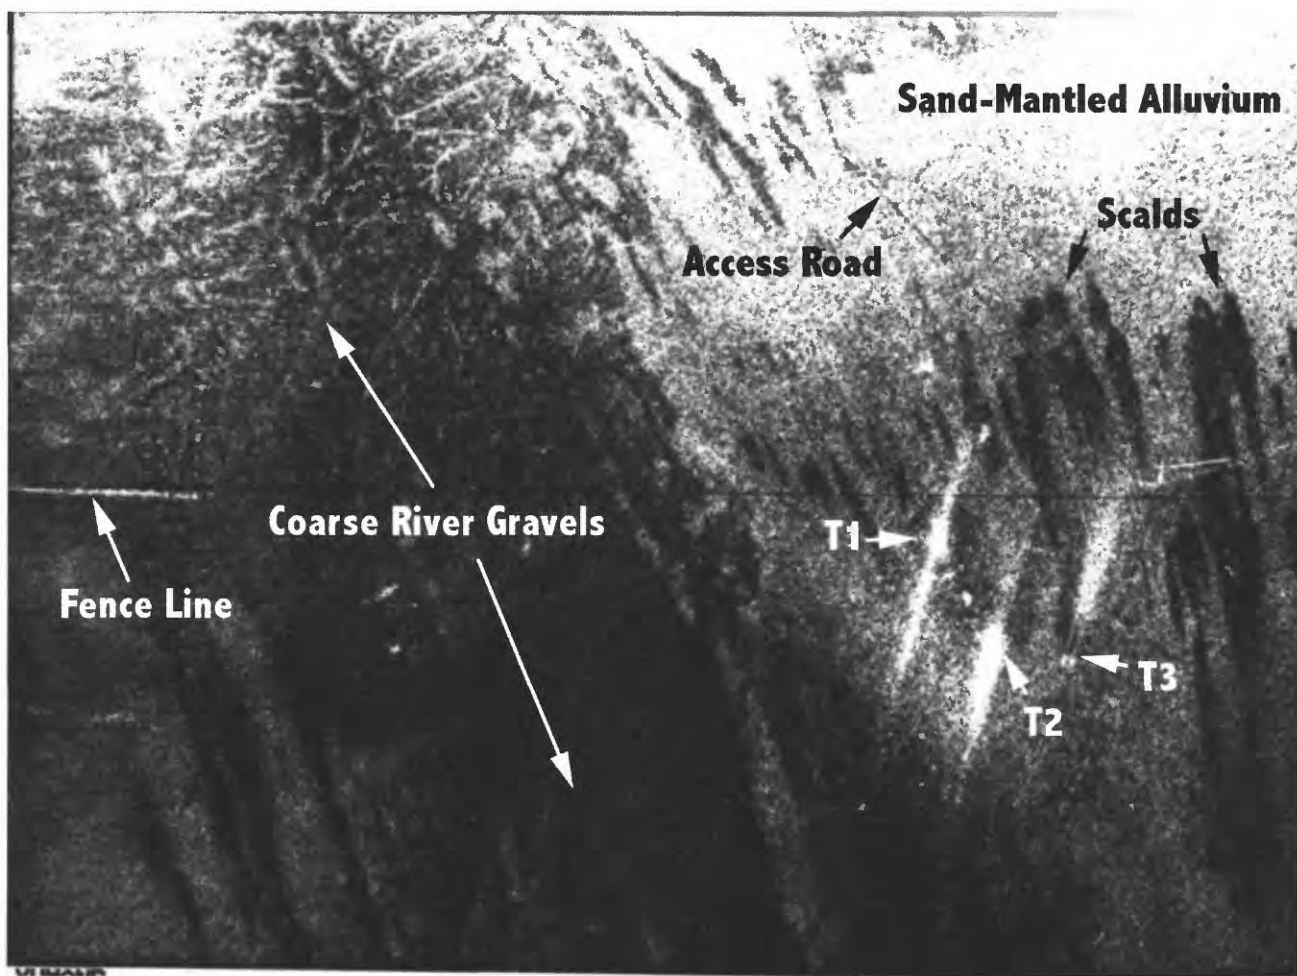 Sand-Mantled Alluvium
Scalds
Access Road
Coarse River Gravels
T1
Fence Line
T3
T2